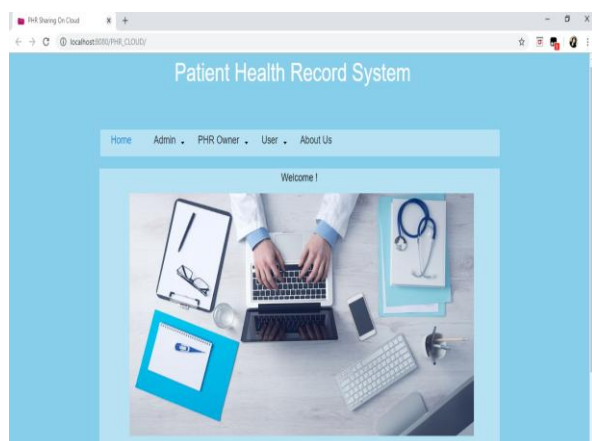 PHR Sharing On Cloud
localhost:8080/PHR_CLOUD/
Patient Health Record System
Home Admin PHR Owner User About Us
Welcome !